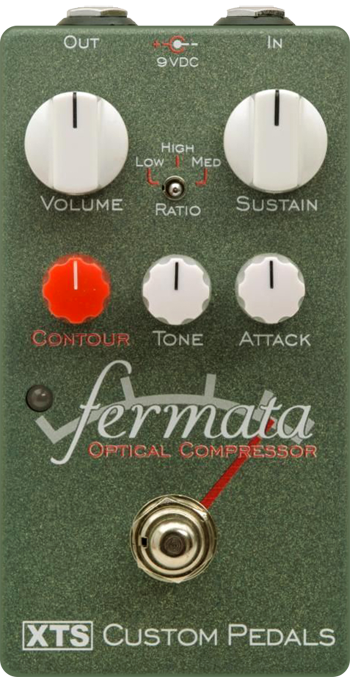 OUT IN
9VDC
HIGH
LOW MED
VOLUME RATIO SUSTAIN
CONTOUR TONE ATTACK
fermata
OPTICAL COMPRESSOR
XTS CUSTOM PEDALS